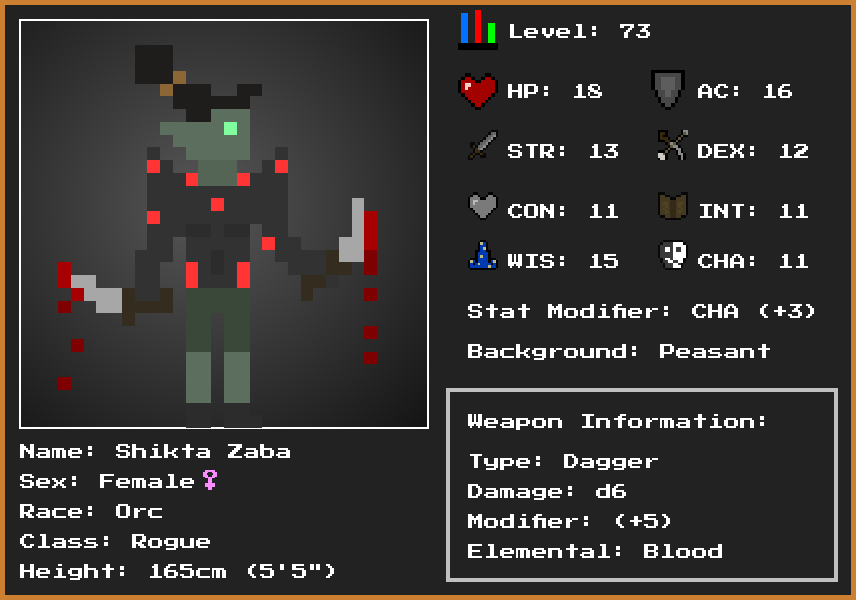 Level: 73
HP: 18
AC: 16
STR: 13
DEX: 12
CON: 11
INT: 11
WIS: 15
CHA: 11
Stat Modifier: CHA (+3)
Background: Peasant
Weapon Information:
Type: Dagger
Damage: d6
Modifier: (+5)
Elemental: Blood
Name: Shikta Zaba
Sex: Female♀
Race: Orc
Class: Rogue
Height: 165cm (5'5")